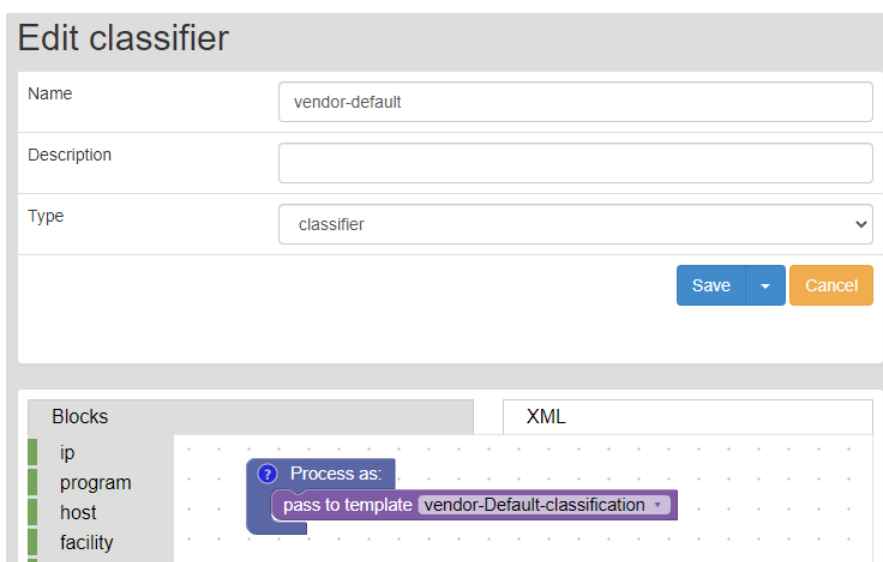 Edit classifier
Name
vendor-default
Description
Type
classifier
Save
Cancel
Blocks
XML
ip
program
host
facility
? Process as:
pass to template vendor-Default-classification